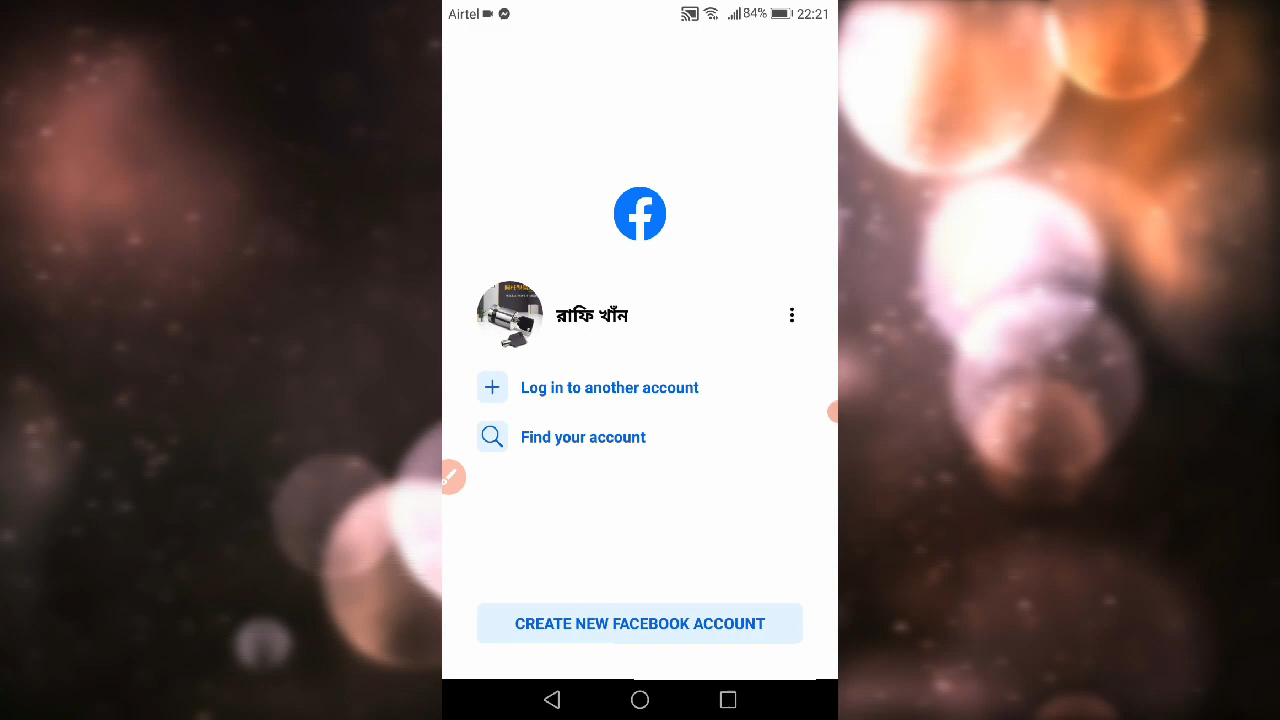 Airtel 84% 22:21
রাফি খাঁন
Log in to another account
Find your account
CREATE NEW FACEBOOK ACCOUNT